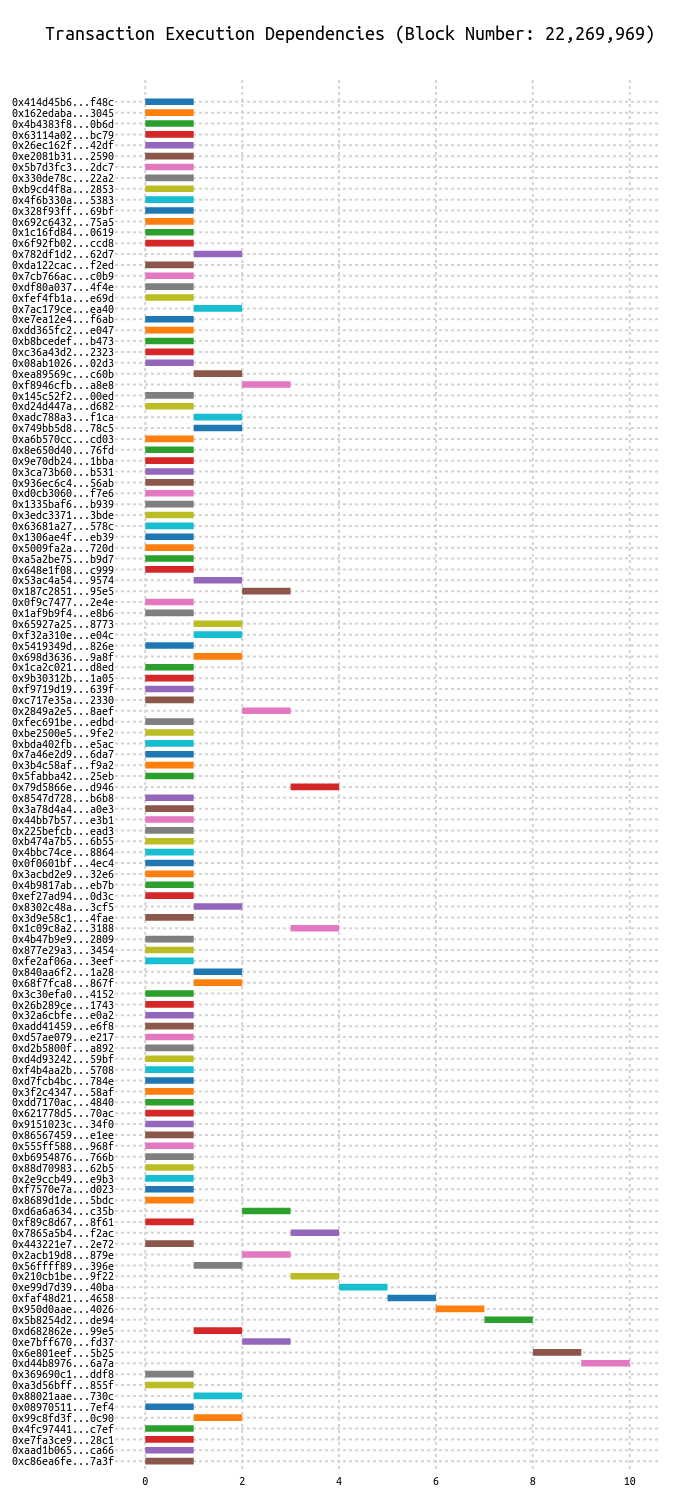 Transaction Execution Dependencies (Block Number: 22,269,969)
0x414d45b6...f48c
0x162edaba...3045
0x4b4383f8...0b6d
0x63114a02...bc79
0x26ec162f...42df
0xe2081b31...2590
0x5b7d3fc3...2dc7
0x330de78c...22a2
0xb9cd4f8a...2853
0x4f6b330a...5383
0x328f93ff...69bf
0x692c6432...75a5
0x1c16fd84...0619
0x6f92fb02...ccd8
0x782df1d2...62d7
0xda122cac...f2ed
0x7cb766ac...c0b9
0xdf80a037...4f4e
0xfef4fb1a...e69d
0x7ac179ce...ea40
0xe7ea12e4...f6ab
0xdd365fc2...e047
0xb8bcedef...b473
0xc36a43d2...2323
0x08ab1026...02d3
0xea89569c...c60b
0xf8946cfb...a8e8
0x145c52f2...00ed
0xd24d447a...d682
0xadc788a3...f1ca
0x749bb5d8...78c5
0xa6b570cc...cd03
0x8e650d40...76fd
0x9e70db24...1bba
0x3ca73b60...b531
0x936ec6c4...56ab
0xd0cb3060...f7e6
0x1335baf6...b939
0x3edc3371...3bde
0x63681a27...578c
0x1306ae4f...eb39
0x5009fa2a...720d
0xa5a2be75...b9d7
0x648e1f08...c999
0x53ac4a54...9574
0x187c2851...95e5
0x0f9c7477...2e4e
0x1af9b9f4...e8b6
0x65927a25...8773
0xf32a310e...e04c
0x5419349d...826e
0x698d3636...9a8f
0x1ca2c021...d8ed
0x9b30312b...1a05
0xf9719d19...639f
0xc717e35a...2330
0x2849a2e5...8aef
0xfec691be...edbd
0xbe2500e5...9fe2
0xbda402fb...e5ac
0x7a46e2d9...6da7
0x3b4c58af...f9a2
0x5fabba42...25eb
0x79d5866e...d946
0x8547d728...b6b8
0x3a78d4a4...a0e3
0x44bb7b57...e3b1
0x225befcb...ead3
0xb474a7b5...6b55
0x4bbc74ce...8864
0x0f0601bf...4ec4
0x3acbd2e9...32e6
0x4b9817ab...eb7b
0xef27ad94...0d3c
0x8302c48a...3cf5
0x3d9e58c1...4fae
0x1c09c8a2...3188
0x4b47b9e9...2809
0x877e29a3...3454
0xfe2af06a...3eef
0x840aa6f2...1a28
0x68f7fca8...867f
0x3c30efa0...4152
0x26b289ce...1743
0x32a6cbfe...e0a2
0xadd41459...e6f8
0xd57ae079...e217
0xd2b5800f...a892
0xd4d93242...59bf
0xf4b4aa2b...5708
0xd7fcb4bc...784e
0x3f2c4347...58af
0xdd7170ac...4840
0x621778d5...70ac
0x9151023c...34f0
0x86567459...e1ee
0x555ff588...968f
0xb6954876...766b
0x88d70983...62b5
0x2e9ccb49...e9b3
0xf7570e7a...d023
0x8689d1de...5bdc
0xd6a6a634...c35b
0xf89c8d67...8f61
0x7865a5b4...f2ac
0x443221e7...2e72
0x2acb19d8...879e
0x56ffff89...396e
0x210cb1be...9f22
0xe99d7d39...40ba
0xfaf48d21...4658
0x950d0aae...4026
0x5b8254d2...de94
0xd682862e...99e5
0xe7bff670...fd37
0x6e801eef...5b25
0xd44b8976...6a7a
0x369690c1...ddf8
0xa3d56bff...855f
0x88021aae...730c
0x08970511...7ef4
0x99c8fd3f...0c90
0x4fc97441...c7ef
0xe7fa3ce9...28c1
0xaad1b065...ca66
0xc86ea6fe...7a3f
0 2 4 6 8 10